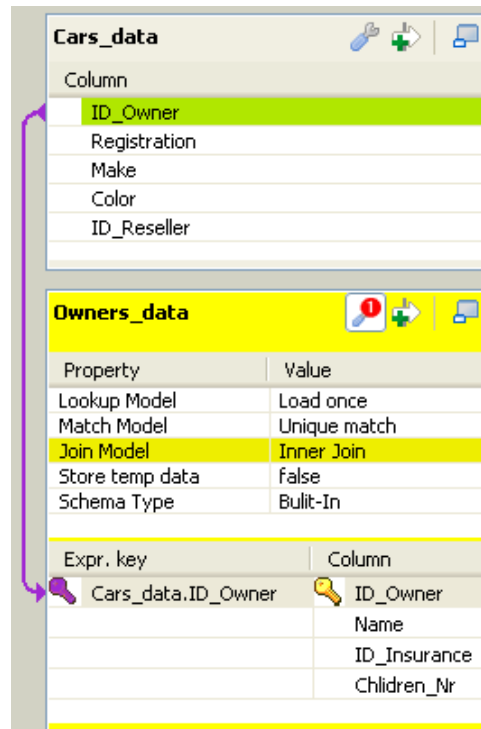 Cars_data
Column
ID_Owner
Registration
Make
Color
ID_Reseller
Owners_data 1
Property Value
Lookup Model Load once
Match Model Unique match
Join Model Inner Join
Store temp data false
Schema Type Bulit-In
Expr. key Column
Cars_data.ID_Owner ID_Owner
Name
ID_Insurance
Chlidren_Nr